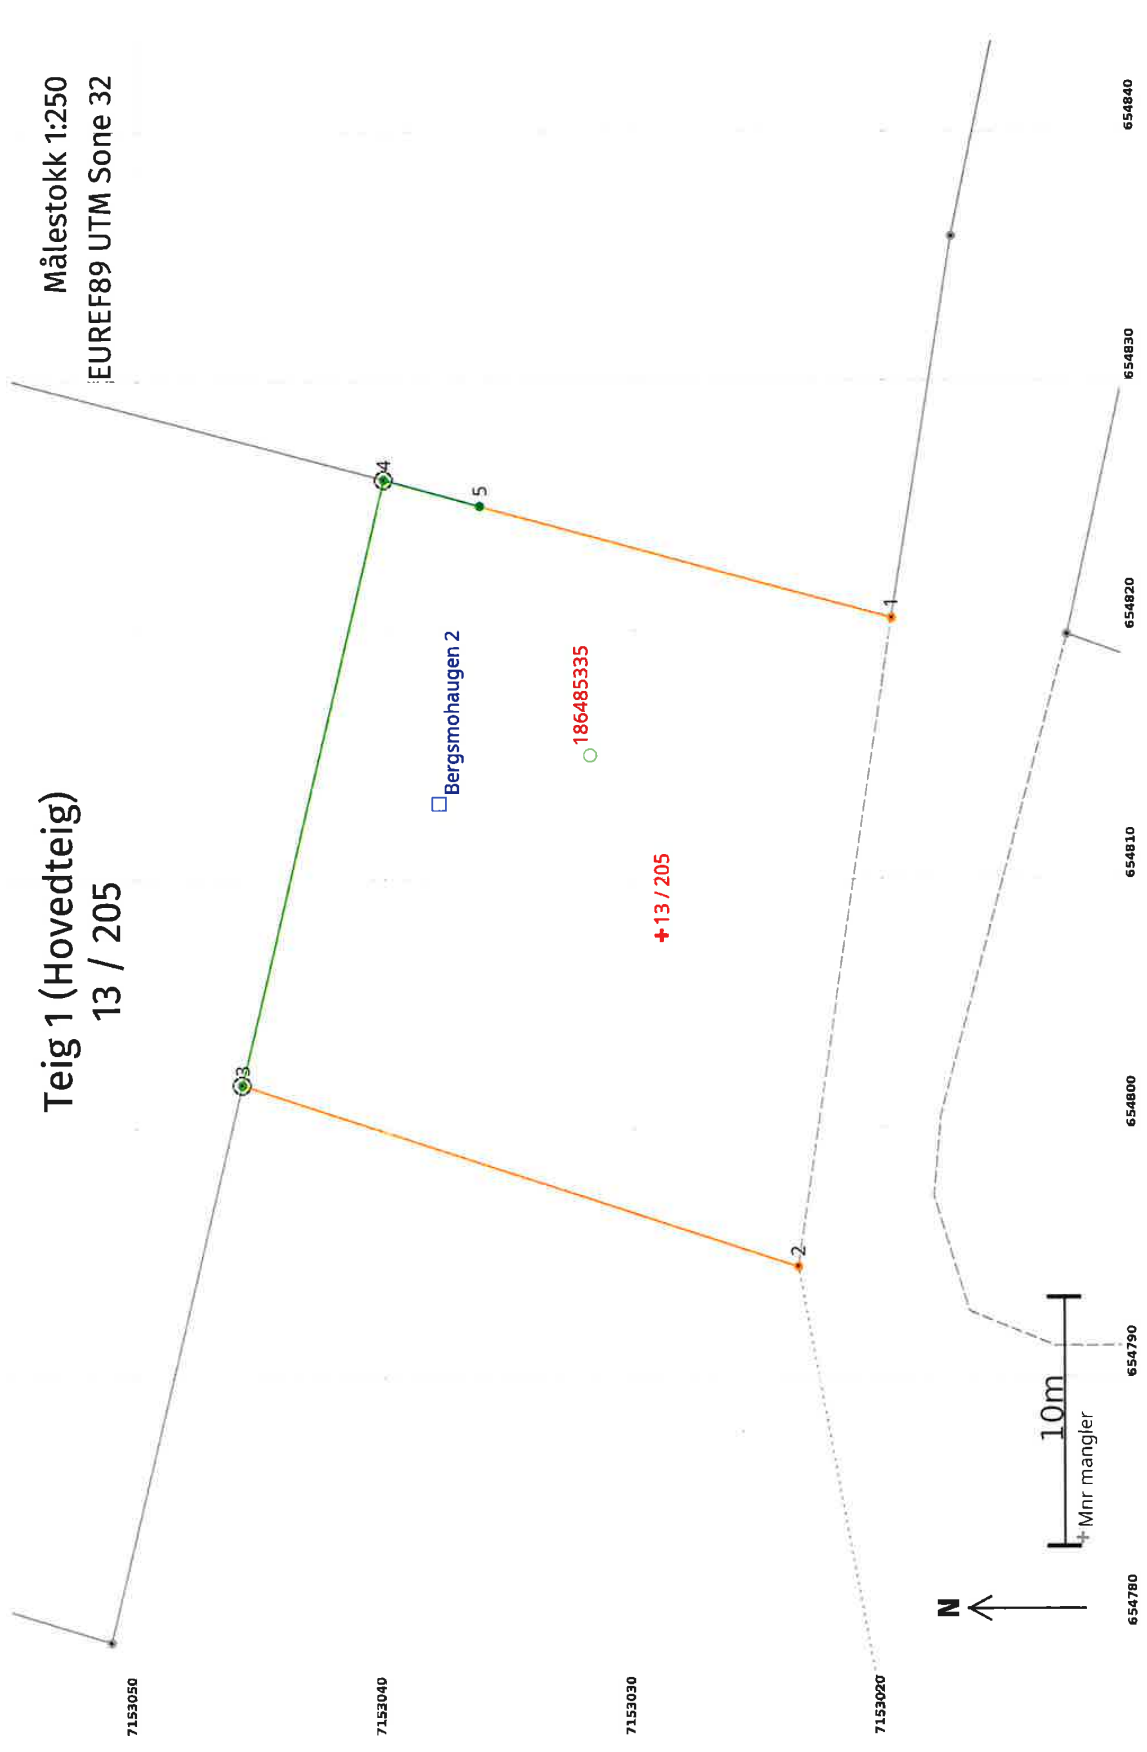 Teig 1 (Hovedteig)
13 / 205
Målestokk 1:250
EUREF89 UTM Sone 32
7153050
7153040
7153030
7153020
3
4
5
Bergsmohaugen 2
186485335
13 / 205
2
1
N
10m
Mnr mangler
654780
654790
654800
654810
654820
654830
654840